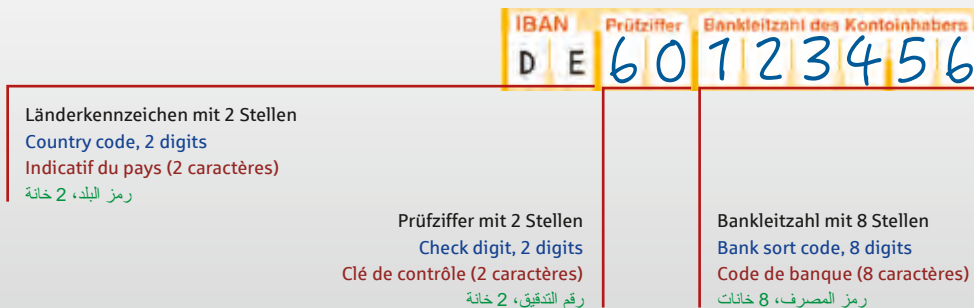 IBAN Prüfziffer Bankleitzahl des Kontoinhabers
D E 6 0 1 2 3 4 5 6
Länderkennzeichen mit 2 Stellen
Country code, 2 digits
Indicatif du pays (2 caractères)
رمز البلد، 2 خانة
Prüfziffer mit 2 Stellen
Check digit, 2 digits
Clé de contrôle (2 caractères)
رقم التدقيق، 2 خانة
Bankleitzahl mit 8 Stellen
Bank sort code, 8 digits
Code de banque (8 caractères)
رمز المصرف، 8 خانات